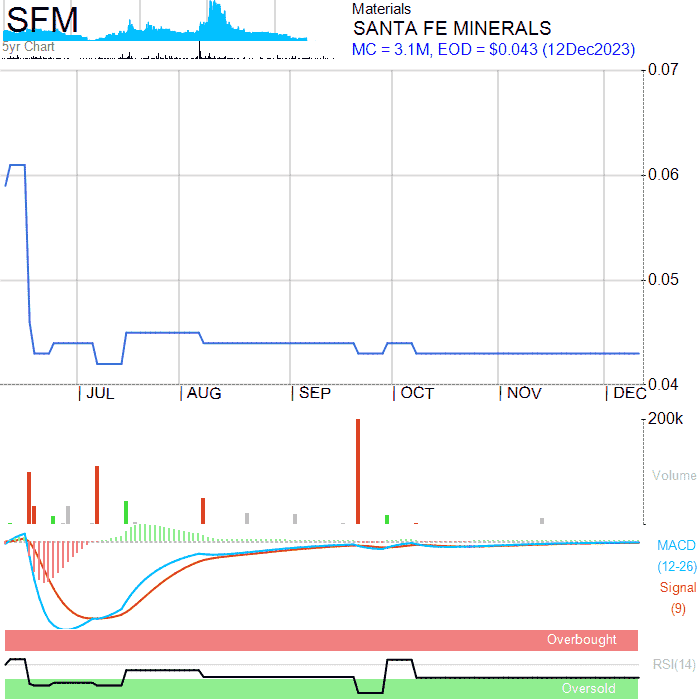 SFM
5yr Chart
Materials
SANTA FE MINERALS
MC = 3.1M, EOD = $0.043 (12Dec2023)
0.07
0.06
0.05
0.04
JUL AUG SEP OCT NOV DEC
200k
Volume
MACD
(12-26)
Signal
(9)
Overbought
RSI(14)
Oversold